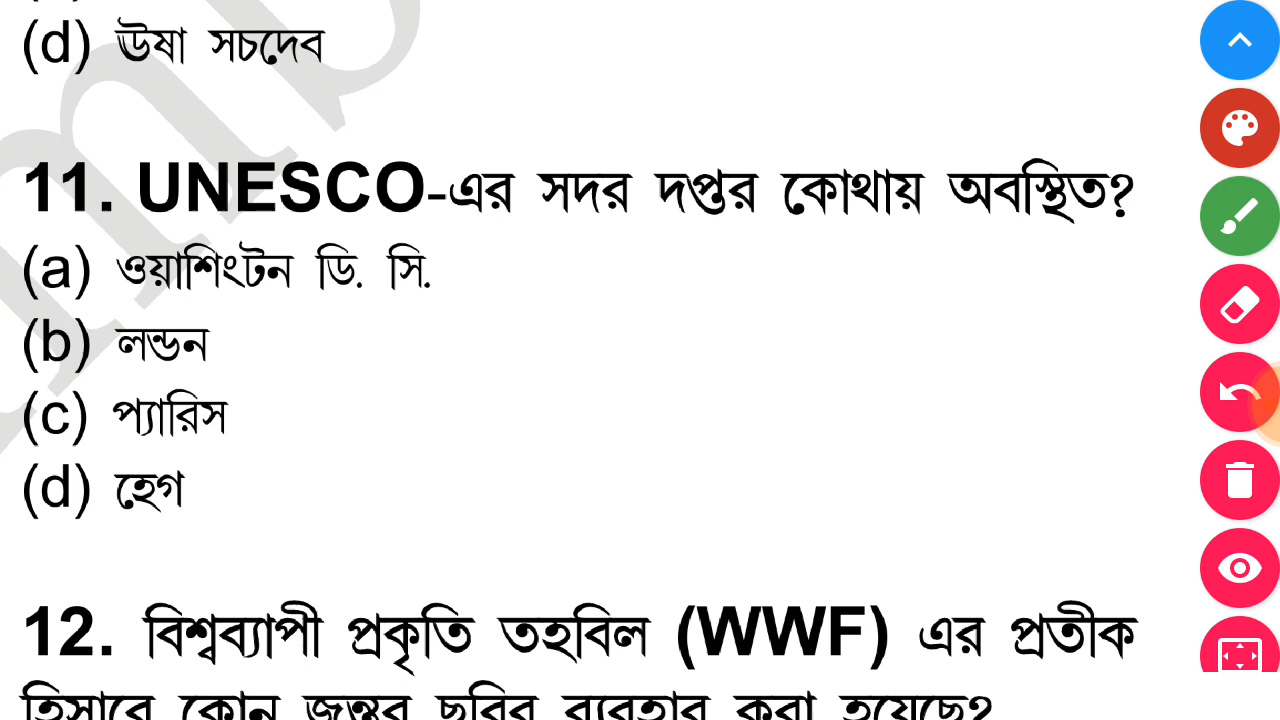 (d) ঊষা সচদেব
11. UNESCO-এর সদর দপ্তর কোথায় অবস্থিত?
(a) ওয়াশিংটন ডি. সি.
(b) লন্ডন
(c) প্যারিস
(d) হেগ
12. বিশ্বব্যাপী প্রকৃতি তহবিল (WWF) এর প্রতীক
হিসাবে কোন জন্তুর ছবির ব্যবহার করা হয়েছে?